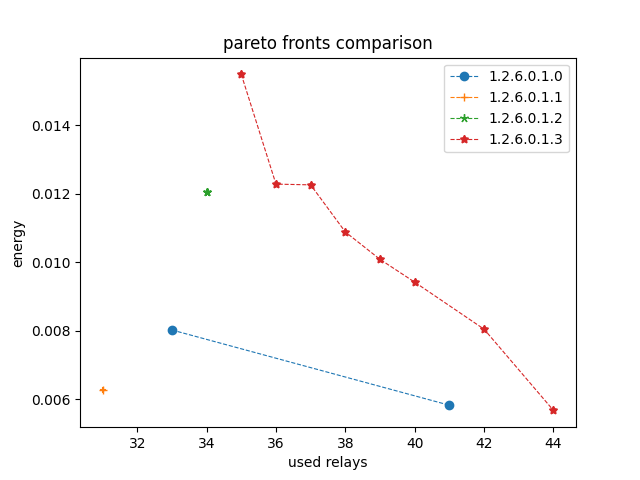 pareto fronts comparison
1.2.6.0.1.0
1.2.6.0.1.1
1.2.6.0.1.2
1.2.6.0.1.3
0.014
0.012
0.010
0.008
0.006
energy
32 34 36 38 40 42 44
used relays